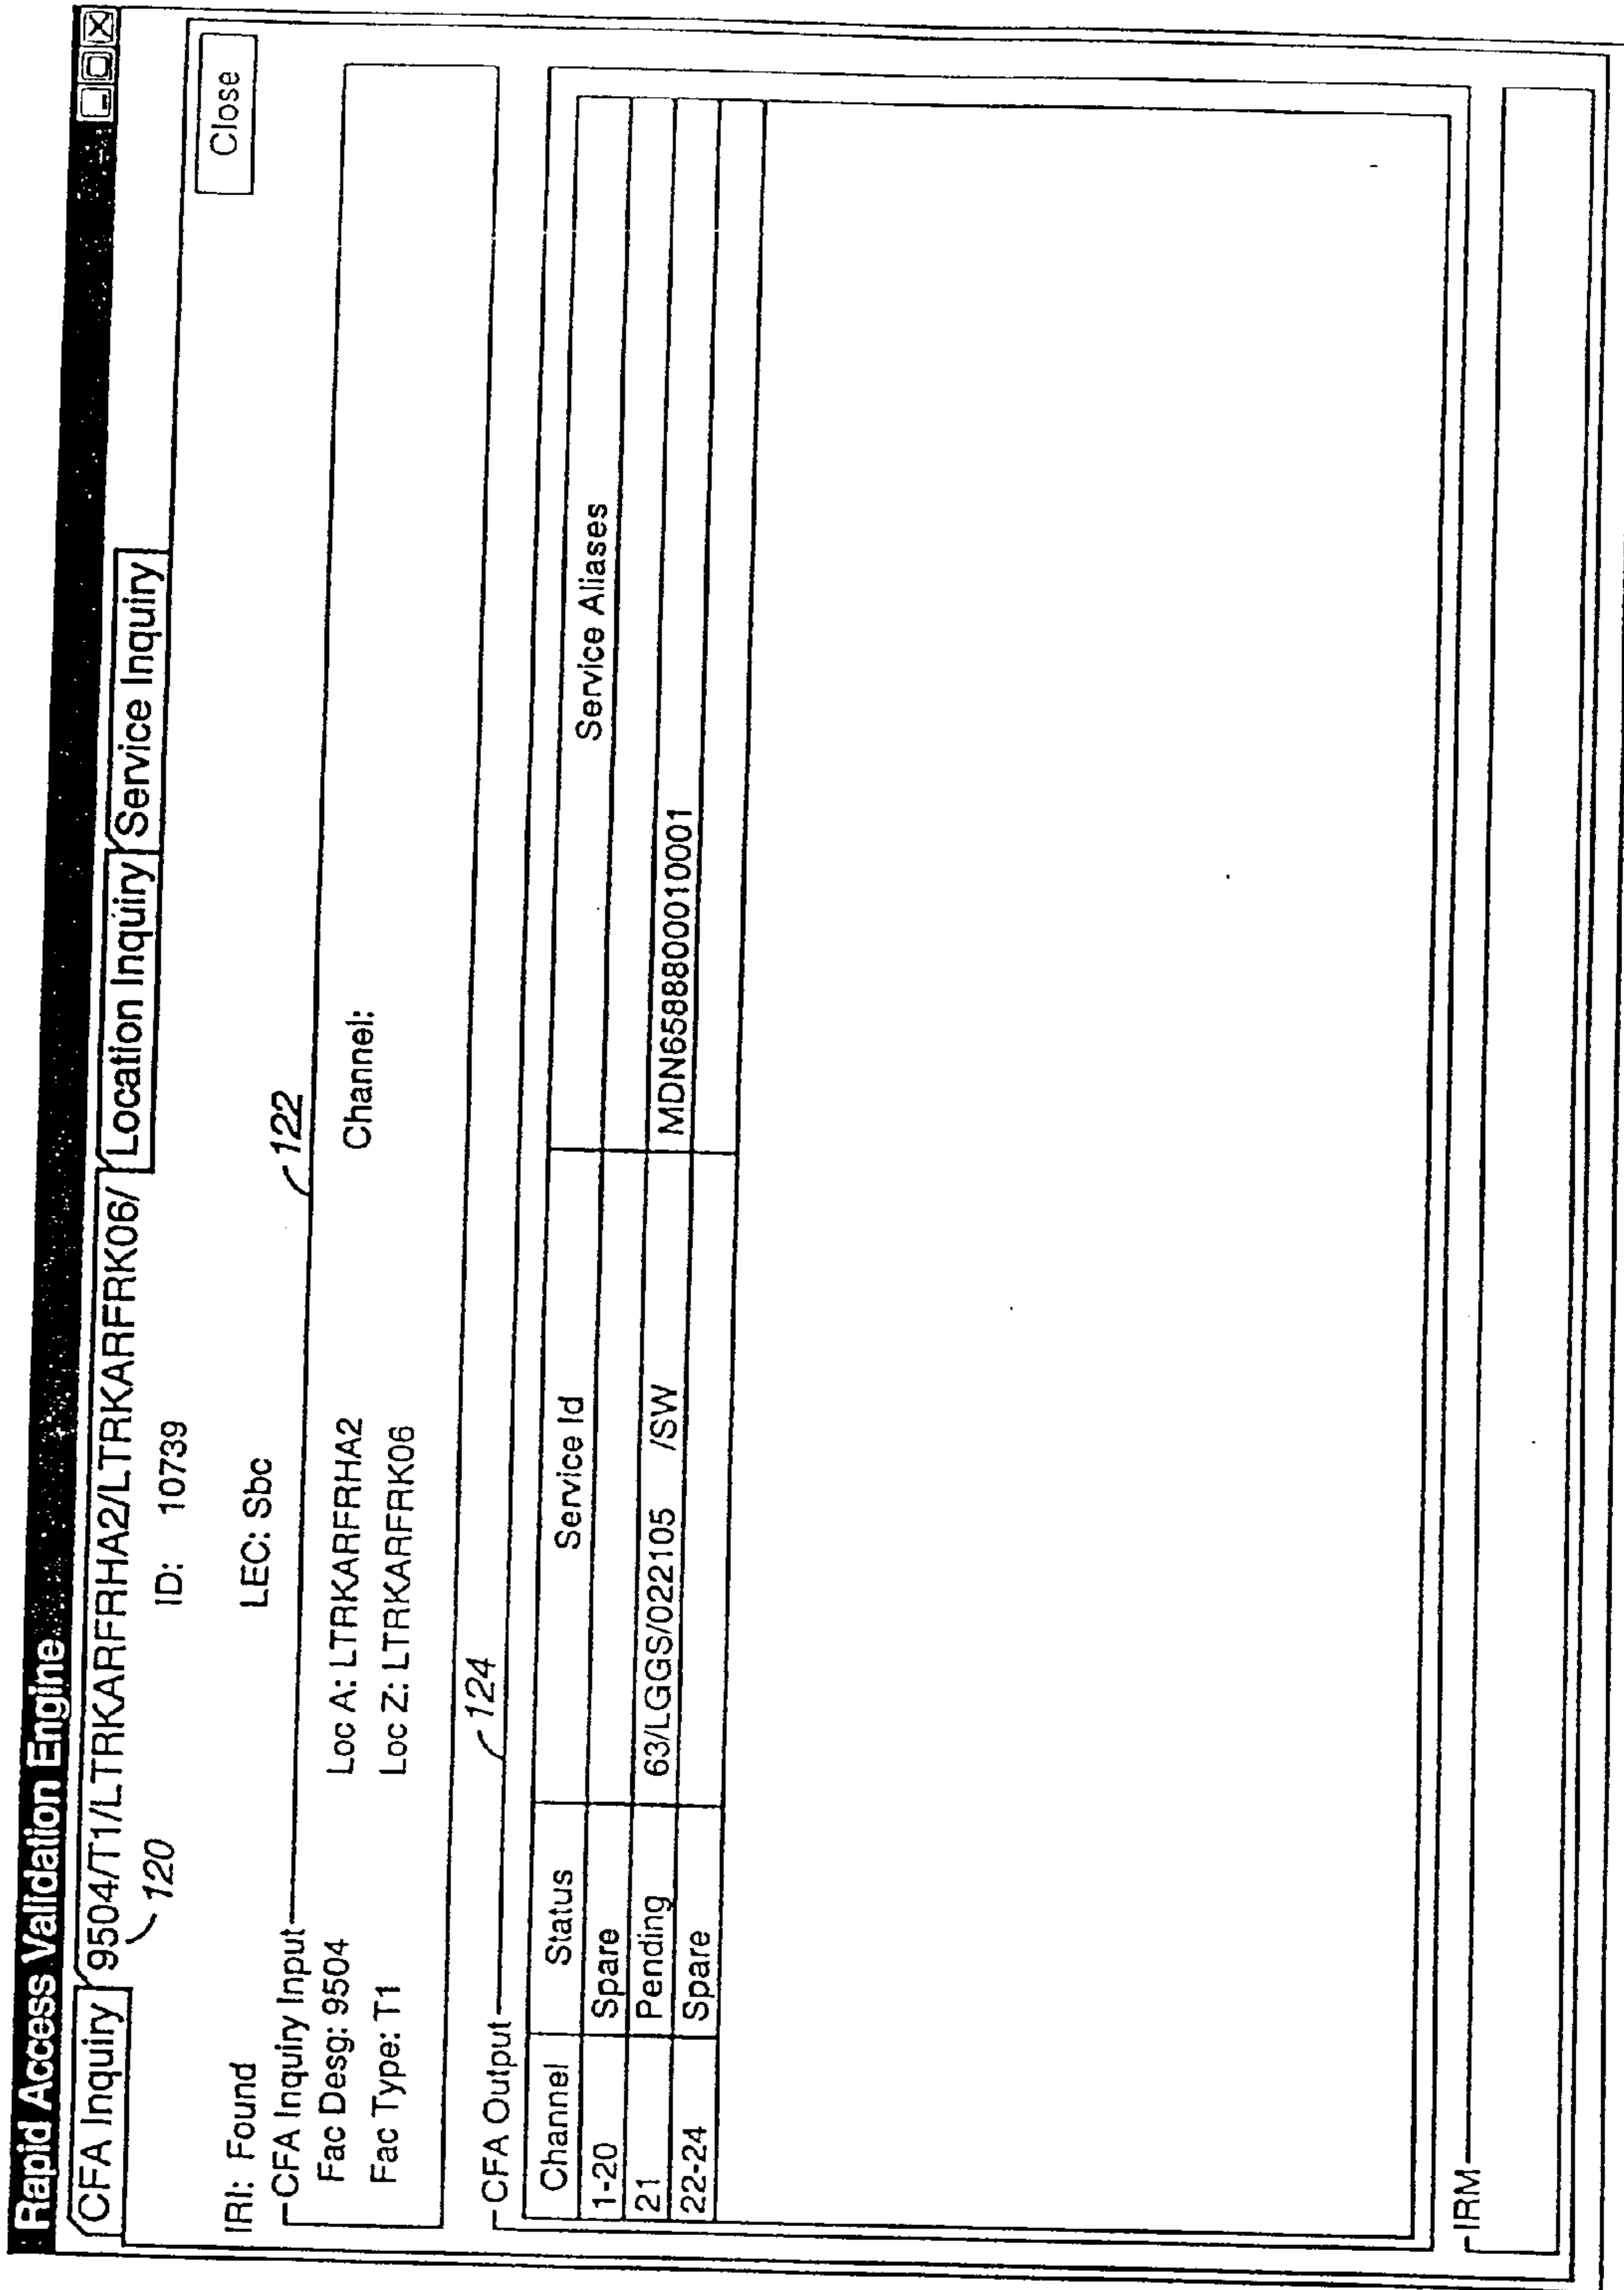 Rapid Access Validation Engine
CFA Inquiry 9504/T1/LTRKARFRHA2/LTRKARFRK06/ Location Inquiry Service Inquiry
120
ID: 10739
Close
IRI: Found
LEC: Sbc
122
CFA Inquiry Input
Fac Desg: 9504 Loc A: LTRKARFRHA2 Channel:
Fac Type: T1 Loc Z: LTRKARFRK06
124
CFA Output
Channel Status Service Id Service Aliases
1-20 Spare
21 Pending 63/LGGS/022105 /SW MDN6588800010001
22-24 Spare
IRM